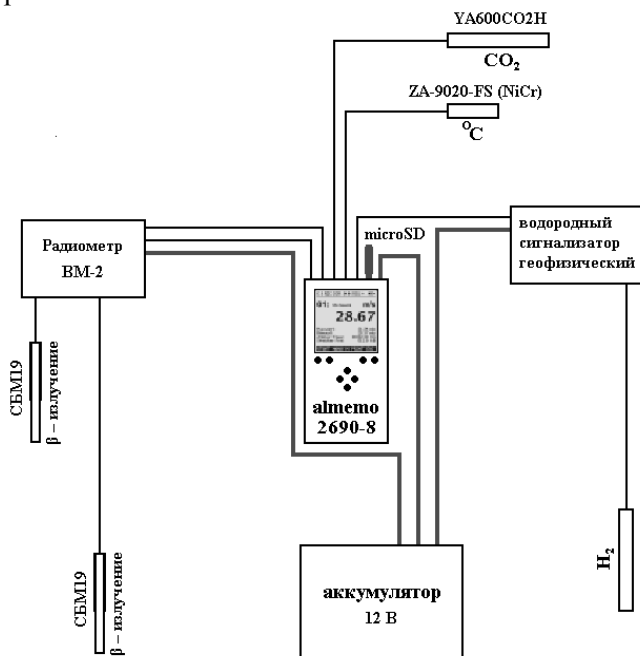 YA600CO2H
CO₂
ZA-9020-FS (NiCr)
°C
Радиометр
ВМ-2
microSD
водородный
сигнализатор
геофизический
28.67
almemo
2690-8
СБМ19
β – излучение
СБМ19
β – излучение
H₂
аккумулятор
12 В